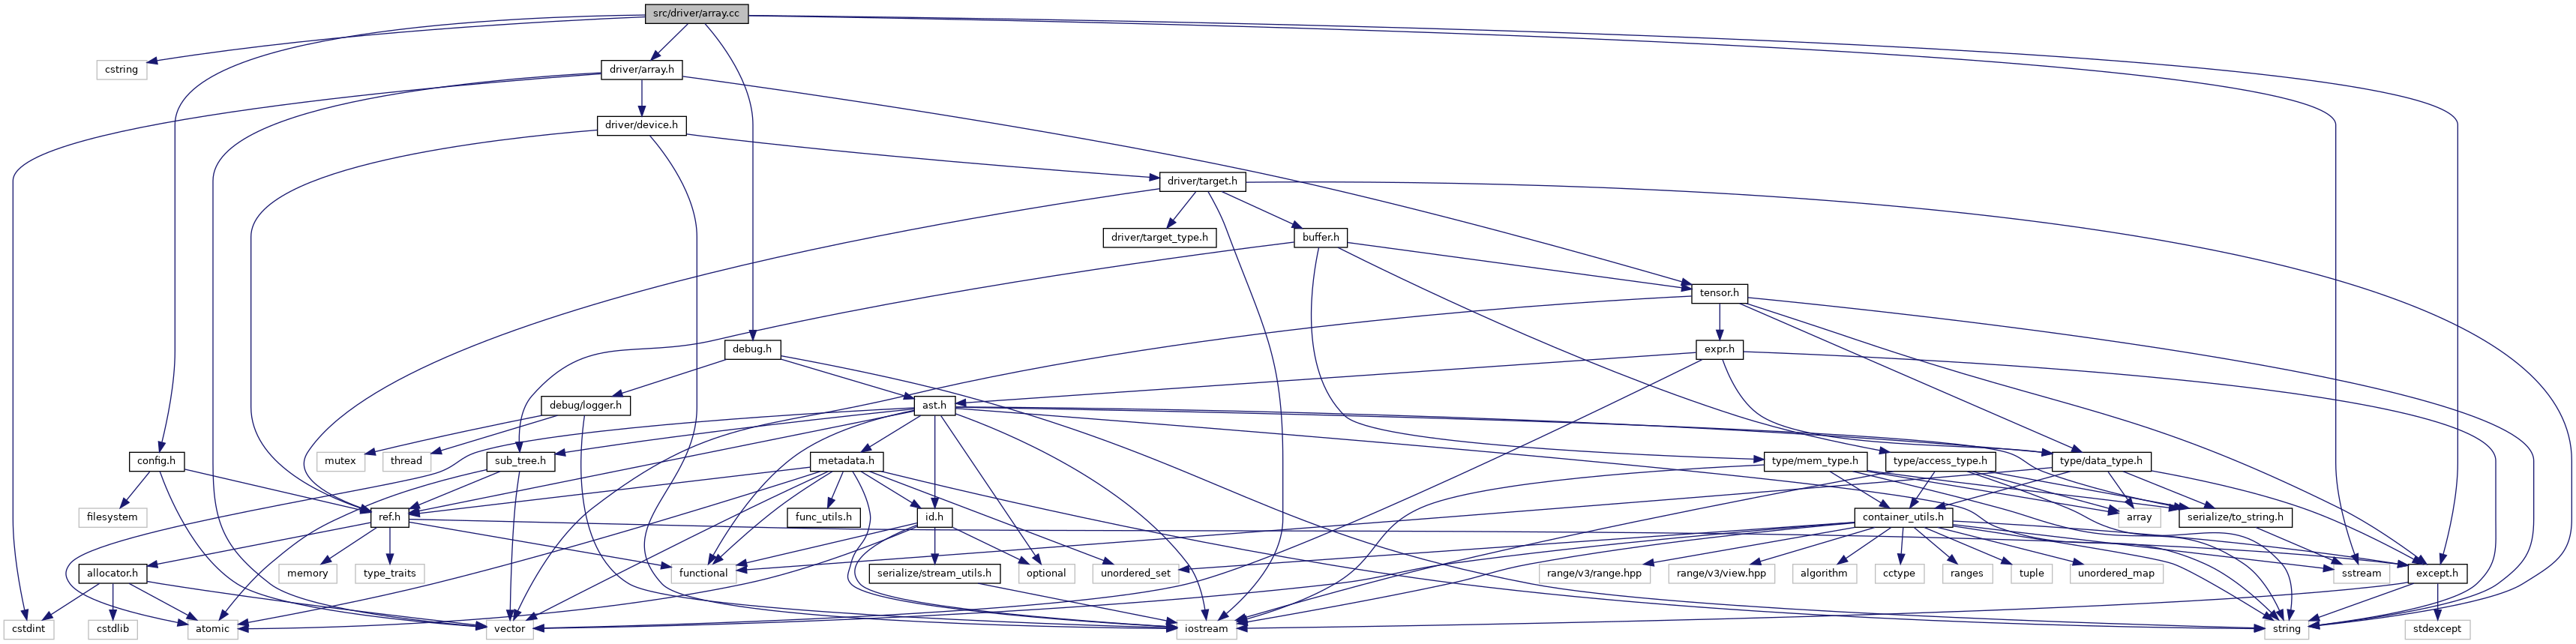 src/driver/array.cc
cstring
driver/array.h
driver/device.h
driver/target.h
driver/target_type.h
buffer.h
tensor.h
debug.h
expr.h
debug/logger.h
ast.h
config.h
mutex
thread
sub_tree.h
metadata.h
type/mem_type.h
type/access_type.h
type/data_type.h
filesystem
ref.h
func_utils.h
id.h
container_utils.h
array
serialize/to_string.h
allocator.h
memory
type_traits
functional
serialize/stream_utils.h
optional
unordered_set
range/v3/range.hpp
range/v3/view.hpp
algorithm
cctype
ranges
tuple
unordered_map
sstream
except.h
cstdint
cstdlib
atomic
vector
iostream
string
stdexcept